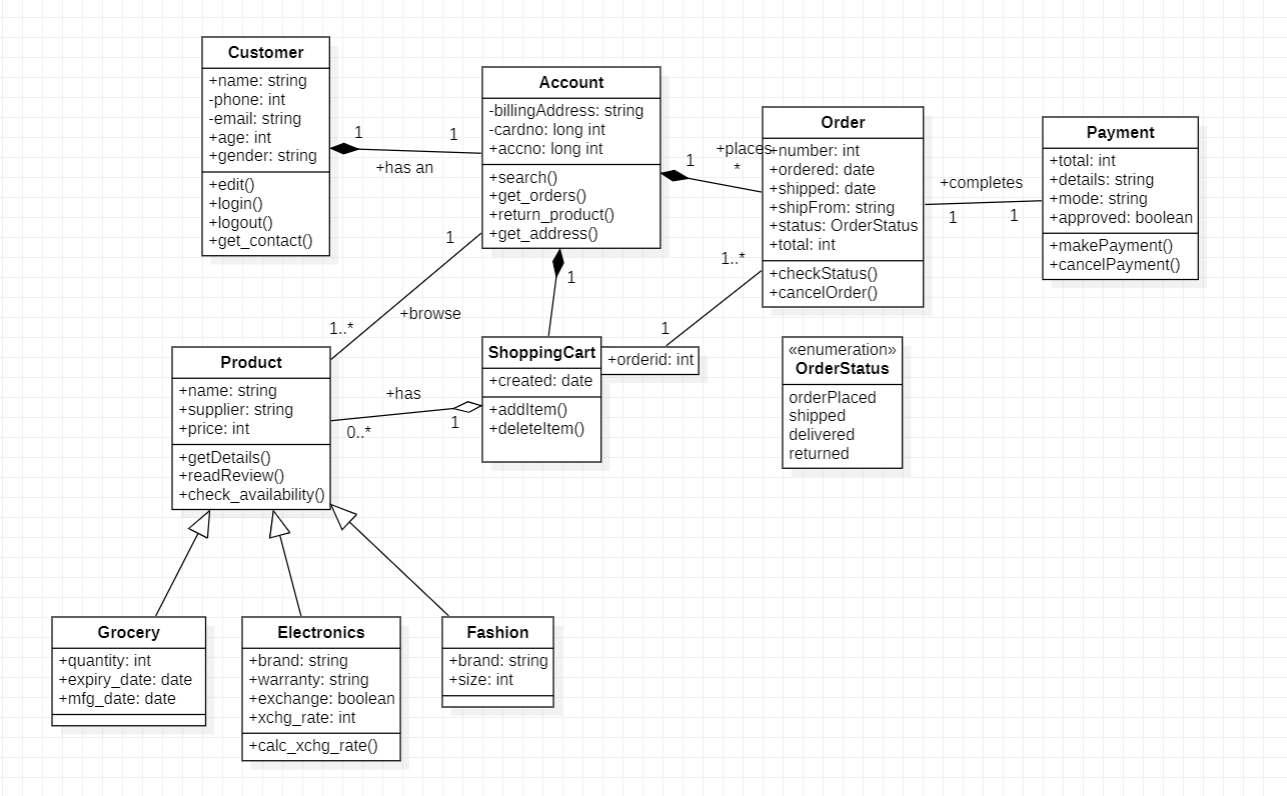 Customer
+name: string
-phone: int
-email: string
+age: int
+gender: string
+edit()
+login()
+logout()
+get_contact()
1
1
+has an
Account
-billingAddress: string
-cardno: long int
+accno: long int
+search()
+get_orders()
+return_product()
+get_address()
1
+places
*
Order
+number: int
+ordered: date
+shipped: date
+shipFrom: string
+status: OrderStatus
+total: int
+checkStatus()
+cancelOrder()
+completes
1
1
Payment
+total: int
+details: string
+mode: string
+approved: boolean
+makePayment()
+cancelPayment()
1
+browse
1..*
1
1..*
1
Product
+name: string
+supplier: string
+price: int
+getDetails()
+readReview()
+check_availability()
+has
0..*
1
ShoppingCart
+created: date
+addItem()
+deleteItem()
+orderid: int
«enumeration»
OrderStatus
orderPlaced
shipped
delivered
returned
Grocery
+quantity: int
+expiry_date: date
+mfg_date: date
Electronics
+brand: string
+warranty: string
+exchange: boolean
+xchg_rate: int
+calc_xchg_rate()
Fashion
+brand: string
+size: int